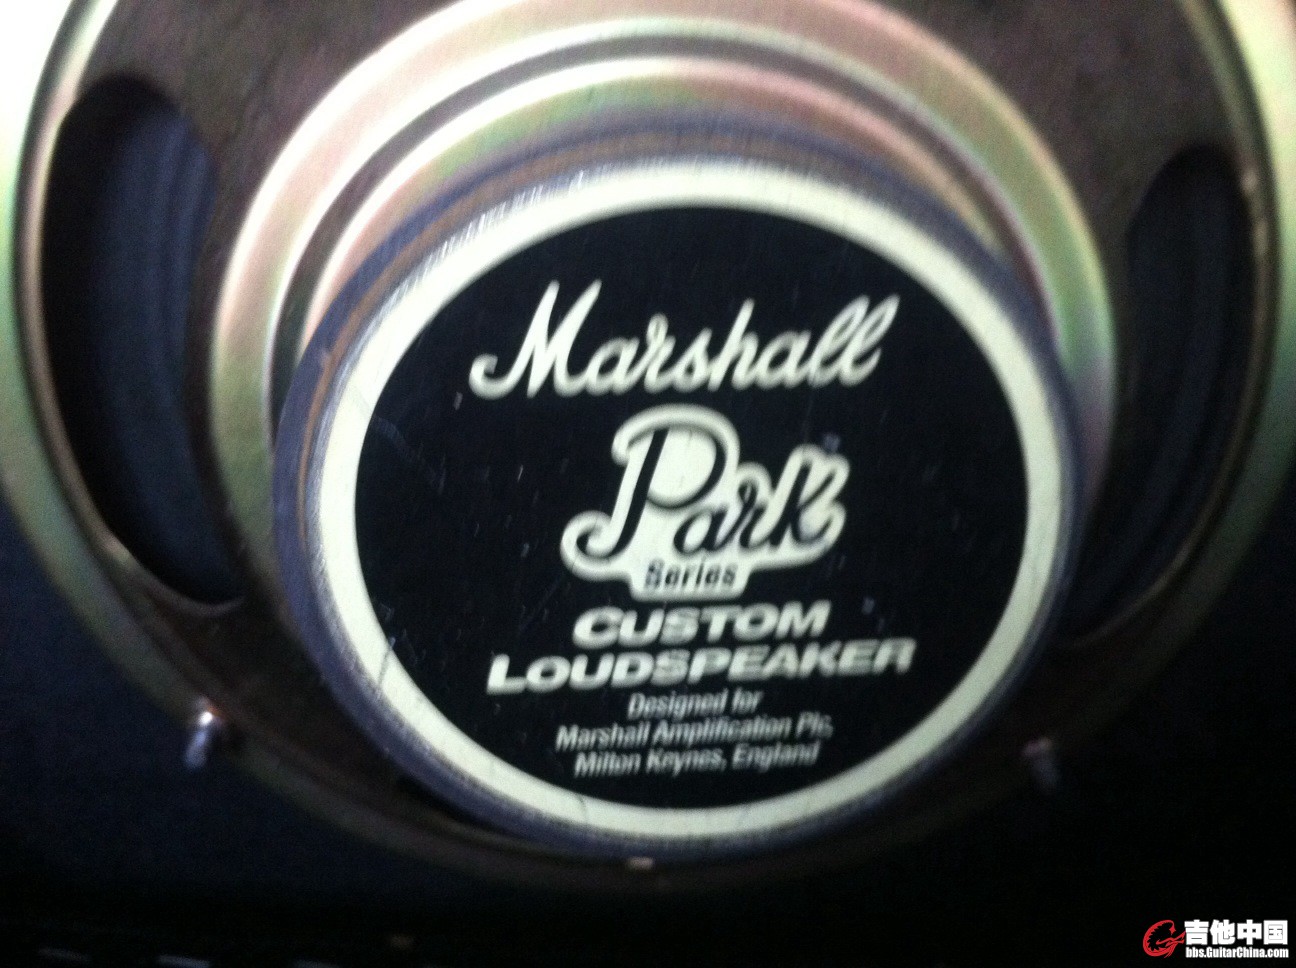 Marshall
Park
Series
CUSTOM
LOUDSPEAKER
Designed for
Marshall Amplification Plc,
Milton Keynes, England
吉他中国
bbs.GuitarChina.com